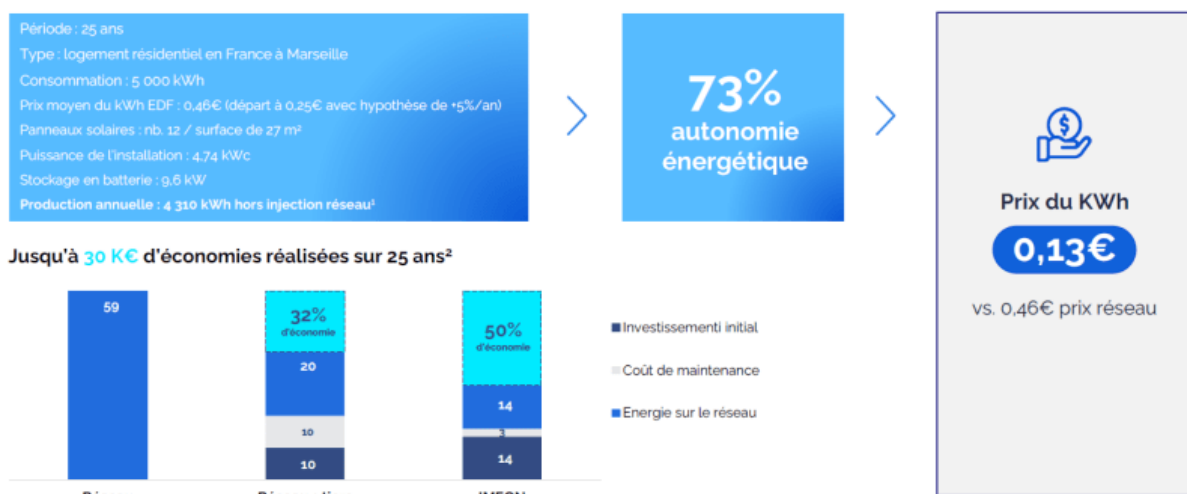 Période : 25 ans
Type : logement résidentiel en France à Marseille
Consommation : 5 000 kWh
Prix moyen du kWh EDF : 0,46€ (départ à 0,25€ avec hypothèse de +5%/an)
Panneaux solaires : nb. 12 / surface de 27 m²
Puissance de l'installation : 4,74 kWc
Stockage en batterie : 9,6 kW
Production annuelle : 4 310 kWh hors injection réseau¹
73%
autonomie
énergétique
Prix du KWh
0,13€
vs. 0,46€ prix réseau
Jusqu'à 30 K€ d'économies réalisées sur 25 ans²
59
32%
d'économie
20
10
10
50%
d'économie
14
3
14
Investissementi initial
Coût de maintenance
Energie sur le réseau